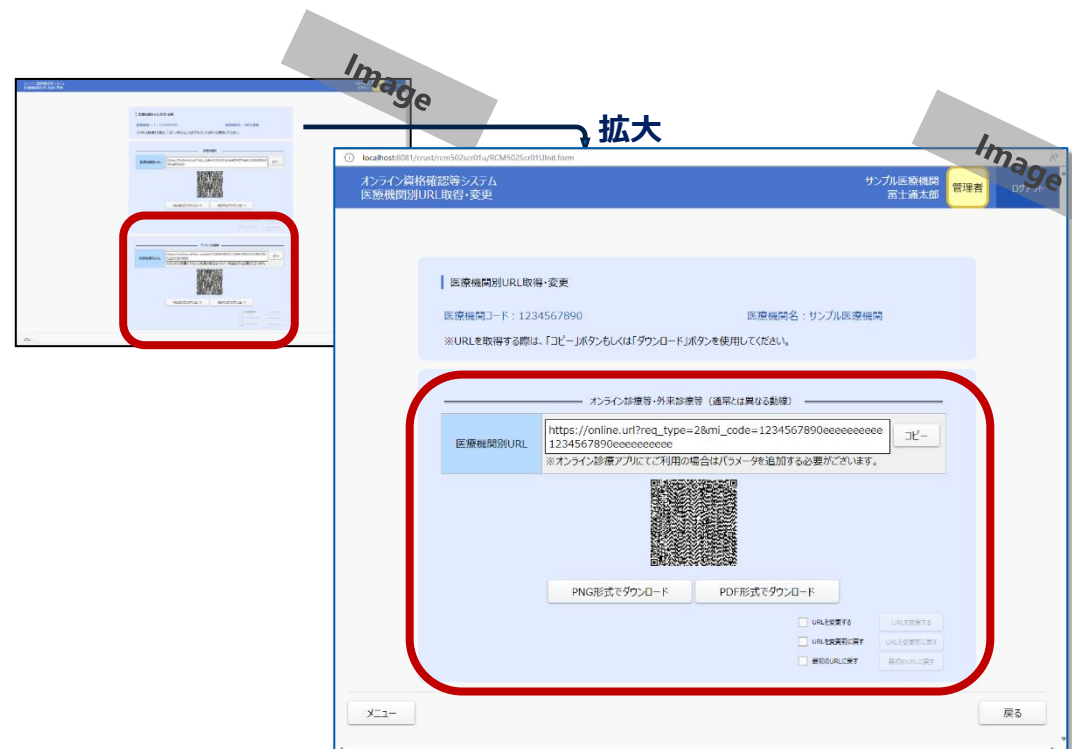 Image
拡大
Image
localhost:8081/crust/rcm502scr01u/RCM502Scr01UInit.form
オンライン資格確認等システム
医療機関別URL取得・変更
サンプル医療機関
富士通太郎
管理者
ログアウト
医療機関別URL取得・変更
医療機関コード：1234567890
医療機関名：サンプル医療機関
※URLを取得する際は、「コピー」ボタンもしくは「ダウンロード」ボタンを使用してください。
オンライン診療等・外来診療等（通常とは異なる動線）
医療機関別URL
https://online.url?req_type=2&mi_code=1234567890eeeeeeeeee
1234567890eeeeeeeeee
コピー
※オンライン診療アプリにてご利用の場合はパラメータを追加する必要がございます。
PNG形式でダウンロード
PDF形式でダウンロード
URLを変更する
URLを変更する
URLを変更前に戻す
URLを変更前に戻す
最初のURLに戻す
最初のURLに戻す
メニュー
戻る